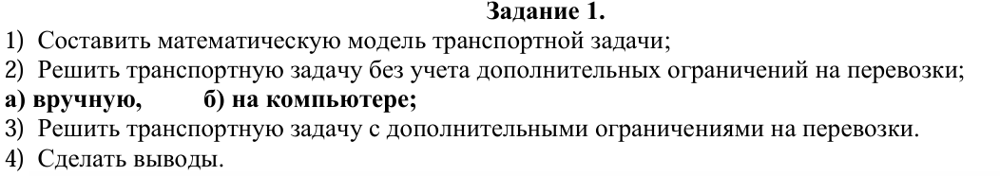 Задание 1.
1) Составить математическую модель транспортной задачи;
2) Решить транспортную задачу без учета дополнительных ограничений на перевозки;
а) вручную, б) на компьютере;
3) Решить транспортную задачу с дополнительными ограничениями на перевозки.
4) Сделать выводы.